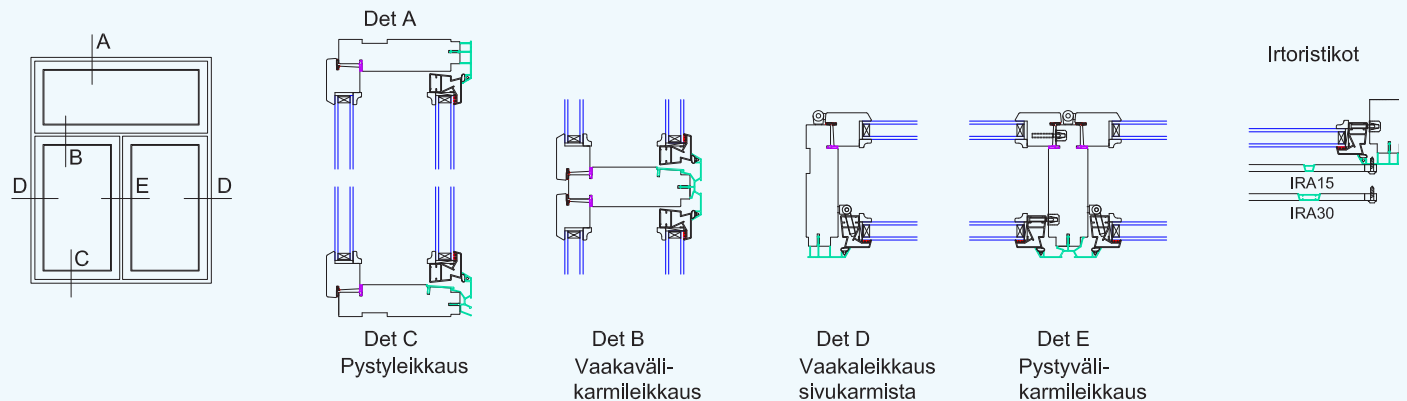 A
B
D
E
D
C
Det A
Det C
Pystyleikkaus
Det B
Vaakaväli-
karmileikkaus
Det D
Vaakaleikkaus
sivukarmista
Det E
Pystyväli-
karmileikkaus
Irtoristikot
IRA15
IRA30